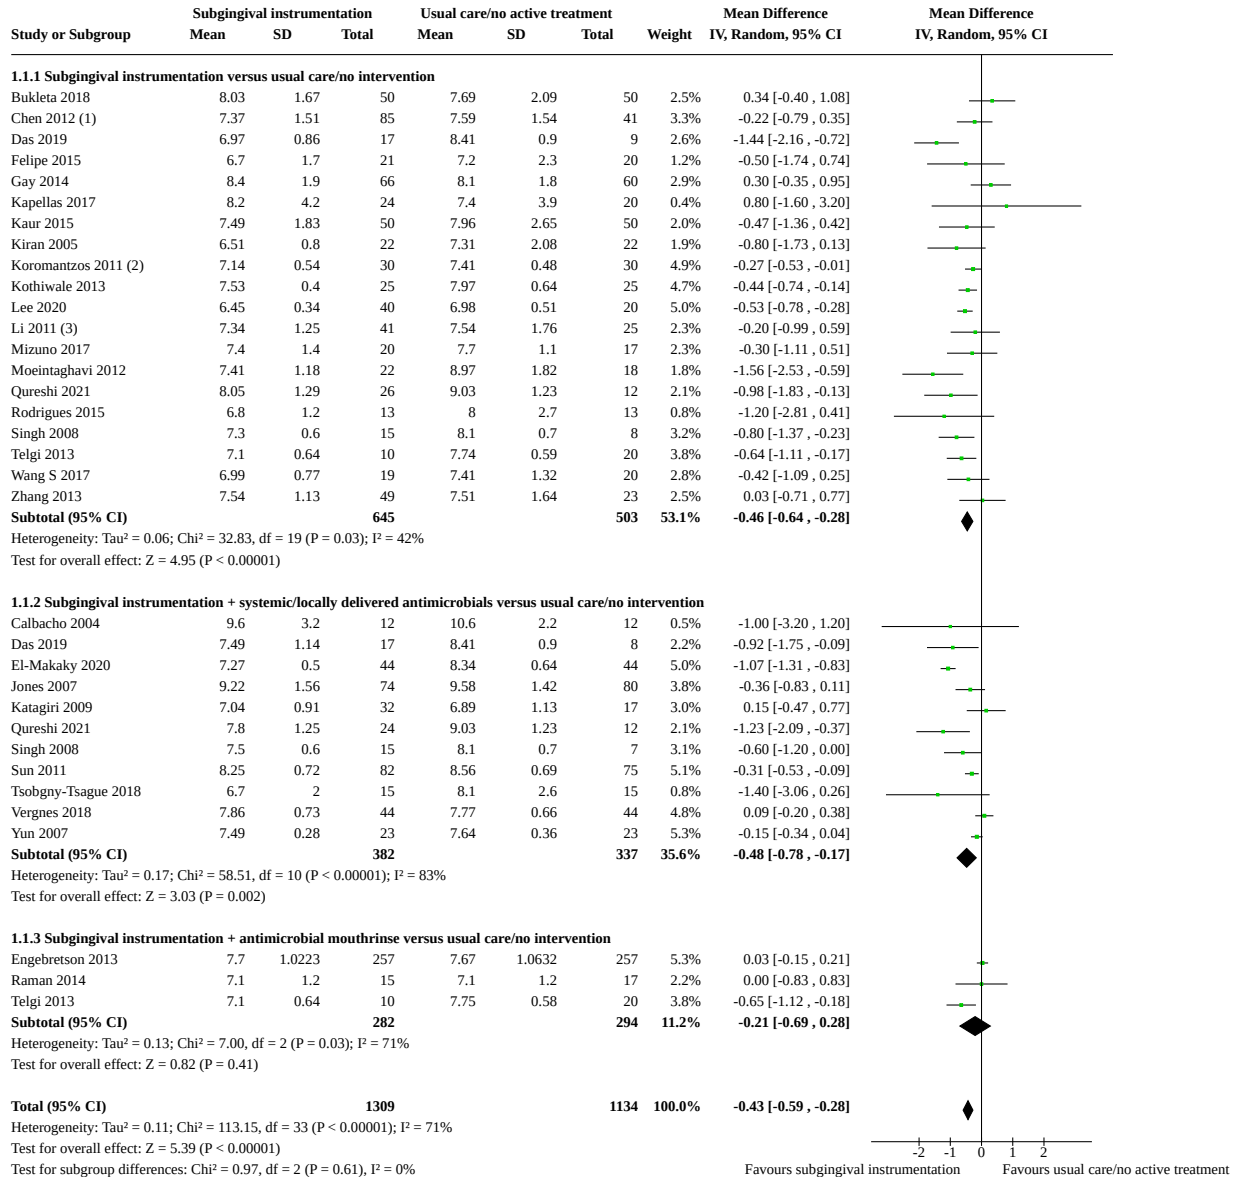 Subgingival instrumentation Usual care/no active treatment Mean Difference Mean Difference
Study or Subgroup Mean SD Total Mean SD Total Weight IV, Random, 95% CI IV, Random, 95% CI
1.1.1 Subgingival instrumentation versus usual care/no intervention
Bukleta 2018 8.03 1.67 50 7.69 2.09 50 2.5% 0.34 [-0.40 , 1.08]
Chen 2012 (1) 7.37 1.51 85 7.59 1.54 41 3.3% -0.22 [-0.79 , 0.35]
Das 2019 6.97 0.86 17 8.41 0.9 9 2.6% -1.44 [-2.16 , -0.72]
Felipe 2015 6.7 1.7 21 7.2 2.3 20 1.2% -0.50 [-1.74 , 0.74]
Gay 2014 8.4 1.9 66 8.1 1.8 60 2.9% 0.30 [-0.35 , 0.95]
Kapellas 2017 8.2 4.2 24 7.4 3.9 20 0.4% 0.80 [-1.60 , 3.20]
Kaur 2015 7.49 1.83 50 7.96 2.65 50 2.0% -0.47 [-1.36 , 0.42]
Kiran 2005 6.51 0.8 22 7.31 2.08 22 1.9% -0.80 [-1.73 , 0.13]
Koromantzos 2011 (2) 7.14 0.54 30 7.41 0.48 30 4.9% -0.27 [-0.53 , -0.01]
Kothiwale 2013 7.53 0.4 25 7.97 0.64 25 4.7% -0.44 [-0.74 , -0.14]
Lee 2020 6.45 0.34 40 6.98 0.51 20 5.0% -0.53 [-0.78 , -0.28]
Li 2011 (3) 7.34 1.25 41 7.54 1.76 25 2.3% -0.20 [-0.99 , 0.59]
Mizuno 2017 7.4 1.4 20 7.7 1.1 17 2.3% -0.30 [-1.11 , 0.51]
Moeintaghavi 2012 7.41 1.18 22 8.97 1.82 18 1.8% -1.56 [-2.53 , -0.59]
Qureshi 2021 8.05 1.29 26 9.03 1.23 12 2.1% -0.98 [-1.83 , -0.13]
Rodrigues 2015 6.8 1.2 13 8 2.7 13 0.8% -1.20 [-2.81 , 0.41]
Singh 2008 7.3 0.6 15 8.1 0.7 8 3.2% -0.80 [-1.37 , -0.23]
Telgi 2013 7.1 0.64 10 7.74 0.59 20 3.8% -0.64 [-1.11 , -0.17]
Wang S 2017 6.99 0.77 19 7.41 1.32 20 2.8% -0.42 [-1.09 , 0.25]
Zhang 2013 7.54 1.13 49 7.51 1.64 23 2.5% 0.03 [-0.71 , 0.77]
Subtotal (95% CI) 645 503 53.1% -0.46 [-0.64 , -0.28]
Heterogeneity: Tau² = 0.06; Chi² = 32.83, df = 19 (P = 0.03); I² = 42%
Test for overall effect: Z = 4.95 (P < 0.00001)
1.1.2 Subgingival instrumentation + systemic/locally delivered antimicrobials versus usual care/no intervention
Calbacho 2004 9.6 3.2 12 10.6 2.2 12 0.5% -1.00 [-3.20 , 1.20]
Das 2019 7.49 1.14 17 8.41 0.9 8 2.2% -0.92 [-1.75 , -0.09]
El-Makaky 2020 7.27 0.5 44 8.34 0.64 44 5.0% -1.07 [-1.31 , -0.83]
Jones 2007 9.22 1.56 74 9.58 1.42 80 3.8% -0.36 [-0.83 , 0.11]
Katagiri 2009 7.04 0.91 32 6.89 1.13 17 3.0% 0.15 [-0.47 , 0.77]
Qureshi 2021 7.8 1.25 24 9.03 1.23 12 2.1% -1.23 [-2.09 , -0.37]
Singh 2008 7.5 0.6 15 8.1 0.7 7 3.1% -0.60 [-1.20 , 0.00]
Sun 2011 8.25 0.72 82 8.56 0.69 75 5.1% -0.31 [-0.53 , -0.09]
Tsobgny-Tsague 2018 6.7 2 15 8.1 2.6 15 0.8% -1.40 [-3.06 , 0.26]
Vergnes 2018 7.86 0.73 44 7.77 0.66 44 4.8% 0.09 [-0.20 , 0.38]
Yun 2007 7.49 0.28 23 7.64 0.36 23 5.3% -0.15 [-0.34 , 0.04]
Subtotal (95% CI) 382 337 35.6% -0.48 [-0.78 , -0.17]
Heterogeneity: Tau² = 0.17; Chi² = 58.51, df = 10 (P < 0.00001); I² = 83%
Test for overall effect: Z = 3.03 (P = 0.002)
1.1.3 Subgingival instrumentation + antimicrobial mouthrinse versus usual care/no intervention
Engebretson 2013 7.7 1.0223 257 7.67 1.0632 257 5.3% 0.03 [-0.15 , 0.21]
Raman 2014 7.1 1.2 15 7.1 1.2 17 2.2% 0.00 [-0.83 , 0.83]
Telgi 2013 7.1 0.64 10 7.75 0.58 20 3.8% -0.65 [-1.12 , -0.18]
Subtotal (95% CI) 282 294 11.2% -0.21 [-0.69 , 0.28]
Heterogeneity: Tau² = 0.13; Chi² = 7.00, df = 2 (P = 0.03); I² = 71%
Test for overall effect: Z = 0.82 (P = 0.41)
Total (95% CI) 1309 1134 100.0% -0.43 [-0.59 , -0.28]
Heterogeneity: Tau² = 0.11; Chi² = 113.15, df = 33 (P < 0.00001); I² = 71%
Test for overall effect: Z = 5.39 (P < 0.00001)
-2 -1 0 1 2
Test for subgroup differences: Chi² = 0.97, df = 2 (P = 0.61), I² = 0% Favours subgingival instrumentation Favours usual care/no active treatment